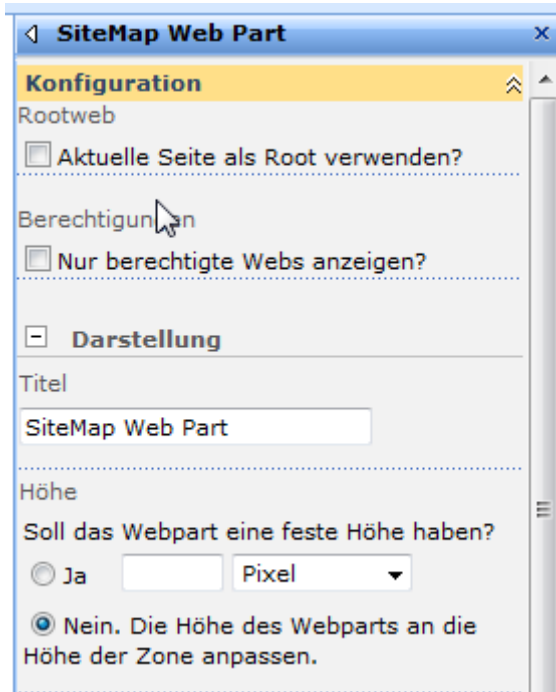 SiteMap Web Part
Konfiguration
Rootweb
Aktuelle Seite als Root verwenden?
Berechtigungen
Nur berechtigte Webs anzeigen?
Darstellung
Titel
SiteMap Web Part
Höhe
Soll das Webpart eine feste Höhe haben?
Ja Pixel
Nein. Die Höhe des Webparts an die
Höhe der Zone anpassen.